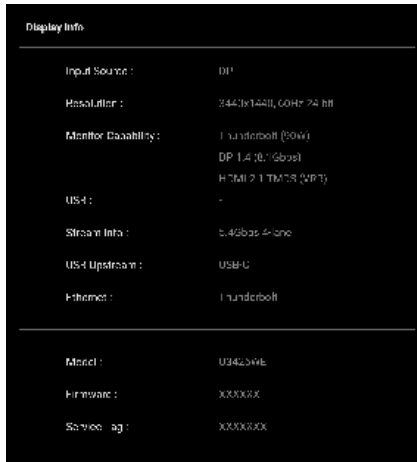 Display Info
Input Source : DP
Resolution : 3440x1440, 60Hz 24-bit
Monitor Capability : Thunderbolt (90W)
DP 1.4 (8.1Gbps)
HDMI 2.1 TMDS (VRR)
USB : -
Stream Info : 5.4Gbps 4-lane
USB Upstream : USB-C
Ethernet : Thunderbolt
Model : U3425WE
Firmware : XXXXXX
Service Tag : XXXXXXX